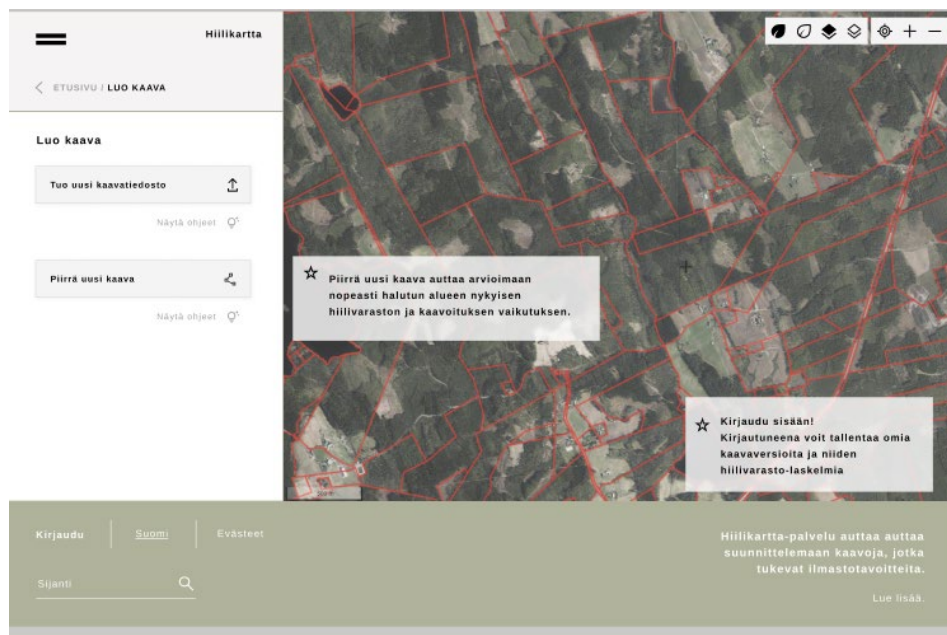 Hiilikartta
ETUSIVU / LUO KAAVA
Luo kaava
Tuo uusi kaavatiedosto
Näytä ohjeet
Piirrä uusi kaava
Näytä ohjeet
Piirrä uusi kaava auttaa arvioimaan
nopeasti halutun alueen nykyisen
hiilivaraston ja kaavoituksen vaikutuksen.
Kirjaudu sisään!
Kirjautuneena voit tallentaa omia
kaavaversioita ja niiden
hiilivarasto-laskelmia
Kirjaudu
Suomi
Evästeet
Sijanti
Hiilikartta-palvelu auttaa auttaa
suunnittelemaan kaavoja, jotka
tukevat ilmastotavoitteita.
Lue lisää.